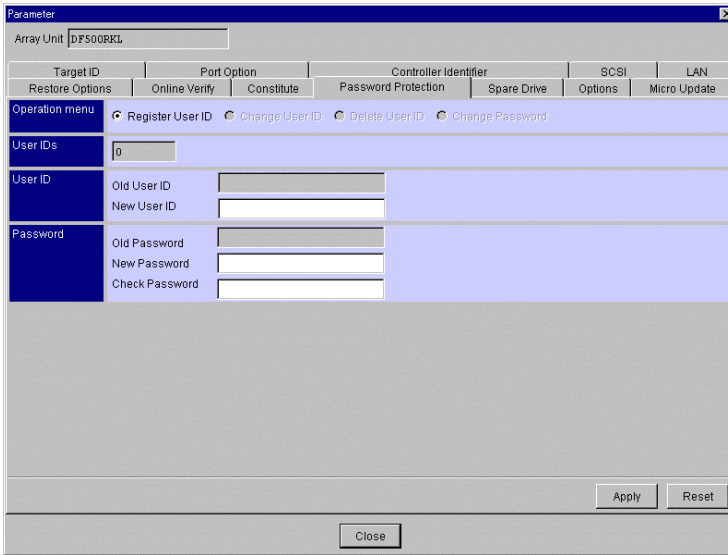 Parameter
Array Unit DF500RKL
Target ID Port Option Controller Identifier SCSI LAN
Restore Options Online Verify Constitute Password Protection Spare Drive Options Micro Update
Operation menu Register User ID Change User ID Delete User ID Change Password
User IDs 0
User ID Old User ID
New User ID
Password Old Password
New Password
Check Password
Apply Reset
Close